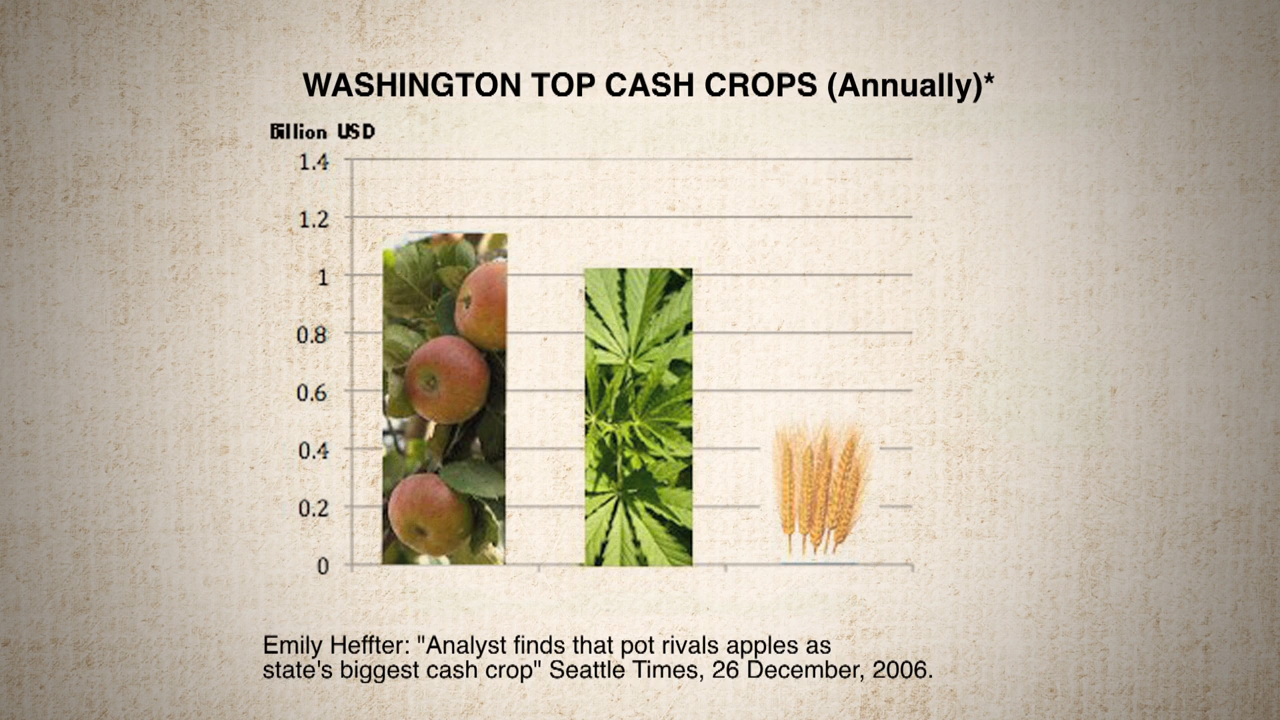 WASHINGTON TOP CASH CROPS (Annually)*
Billion USD
1.4
1.2
1
0.8
0.6
0.4
0.2
0
Emily Heffter: "Analyst finds that pot rivals apples as
state's biggest cash crop" Seattle Times, 26 December, 2006.